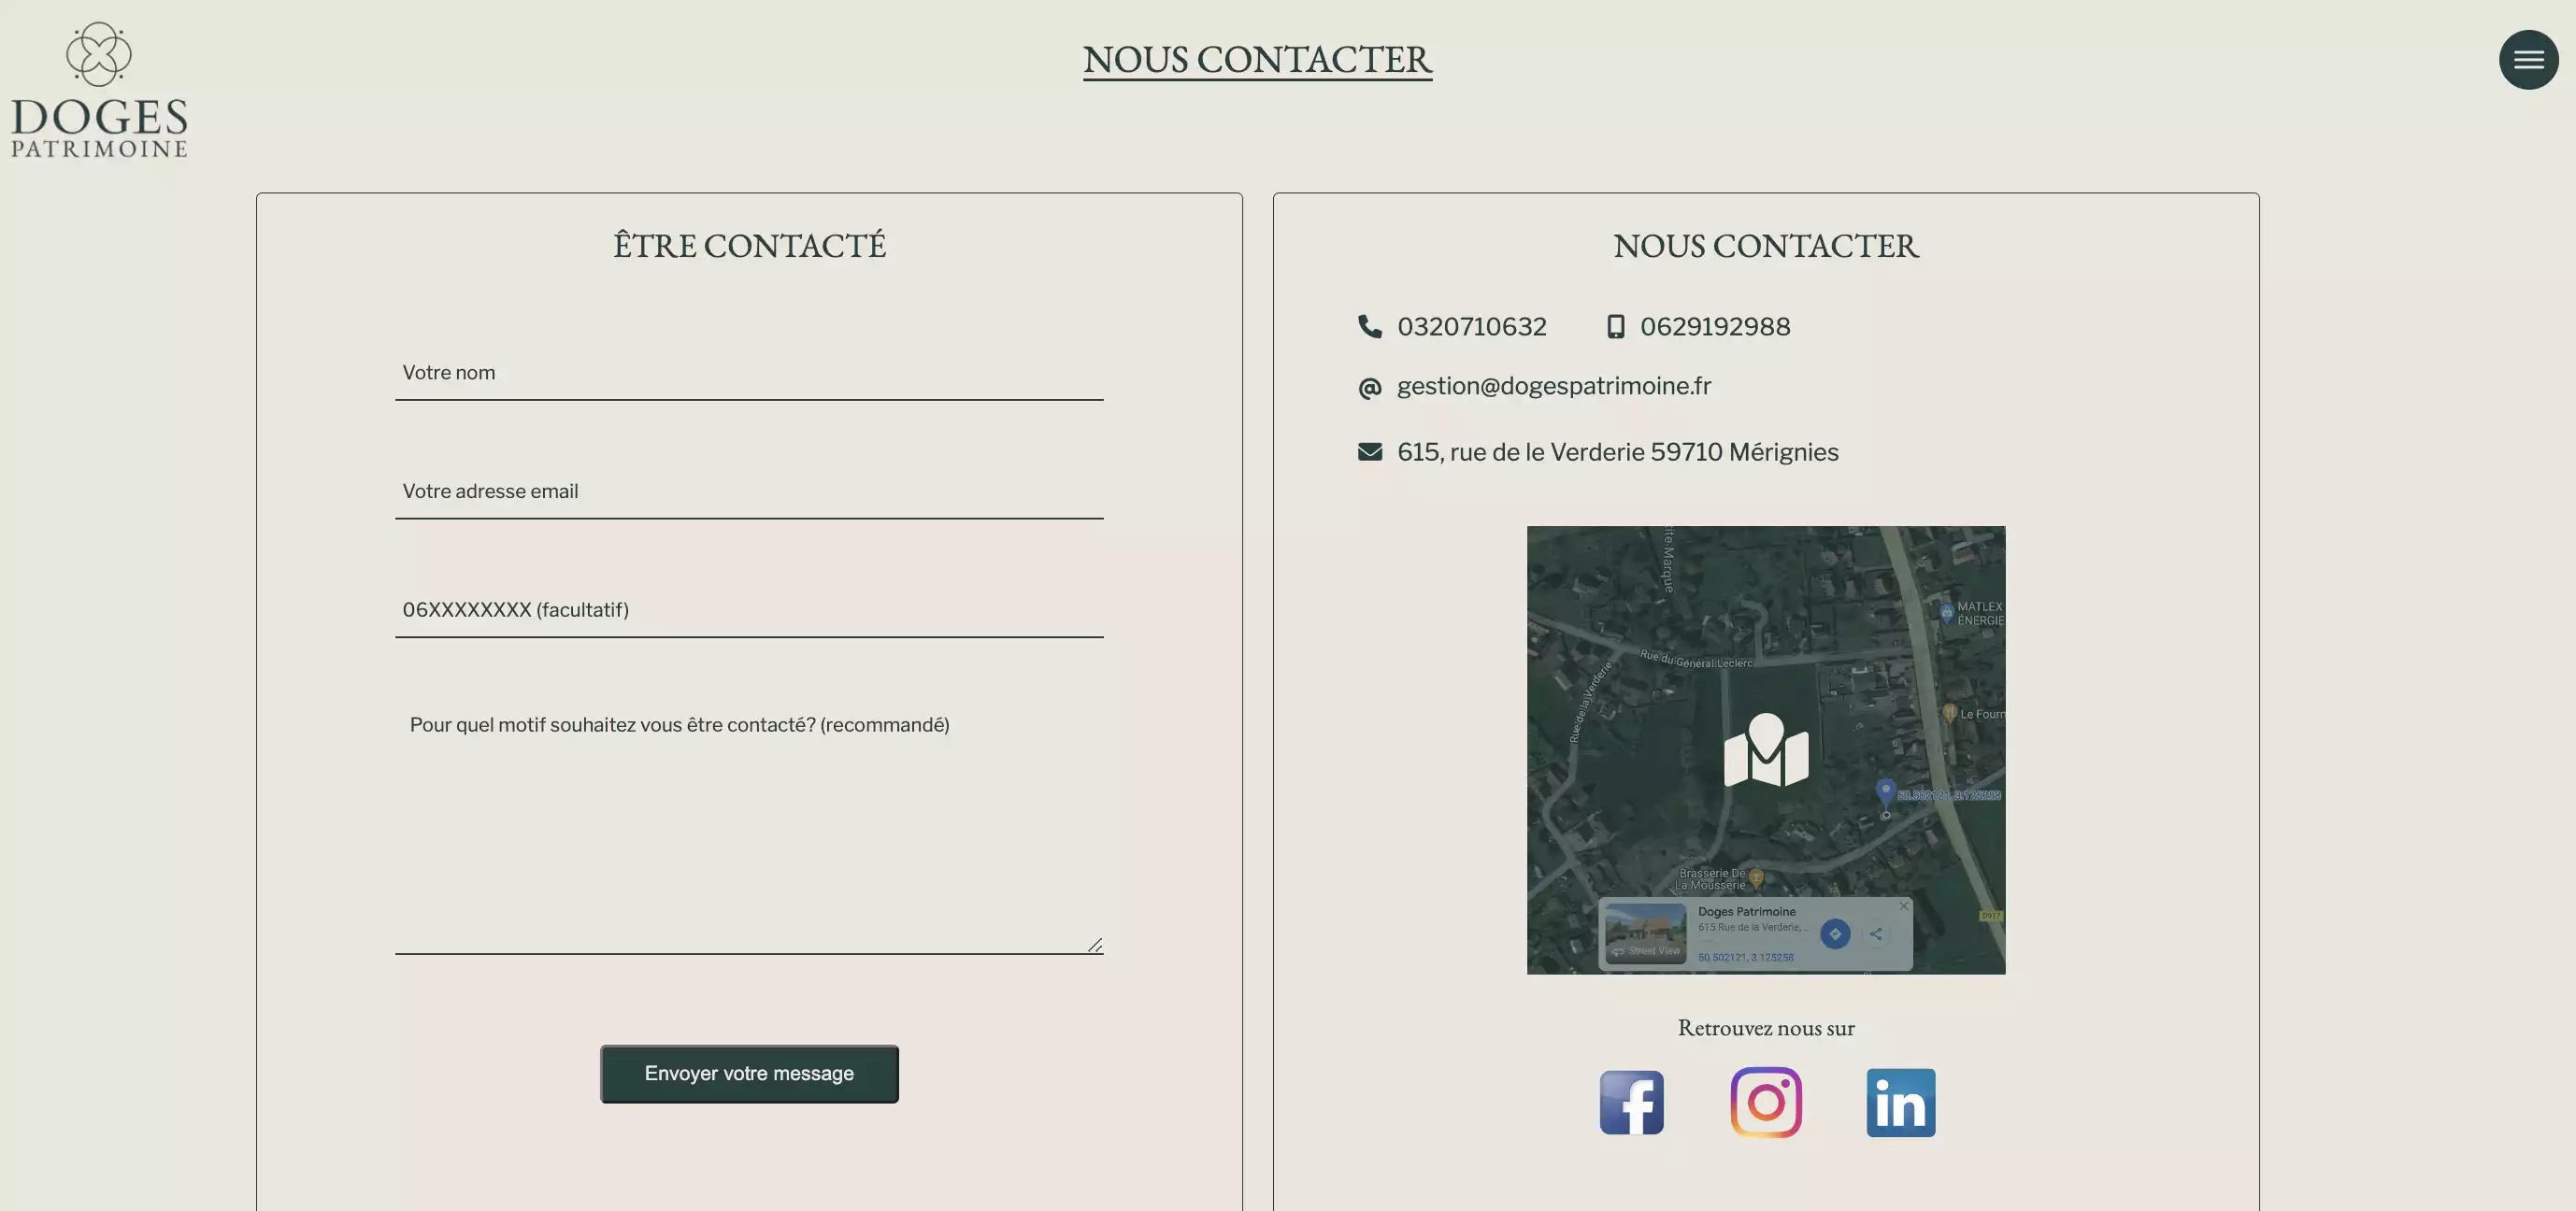 DOGES
PATRIMOINE
NOUS CONTACTER
ÊTRE CONTACTÉ
Votre nom
Votre adresse email
06XXXXXXXX (facultatif)
Pour quel motif souhaitez vous être contacté? (recommandé)
Envoyer votre message
NOUS CONTACTER
0320710632
0629192988
@ gestion@dogespatrimoine.fr
615, rue de le Verderie 59710 Mérignies
Marque
MATLEX
ÉNERGIE
Rue du Général Leclerc
Rue de la Verderie
Le Fourn
Brasserie De
La Mousserie
D917
Doges Patrimoine
615 Rue de la Verderie,...
Street View
50.502121, 3.125258
Retrouvez nous sur
f
in